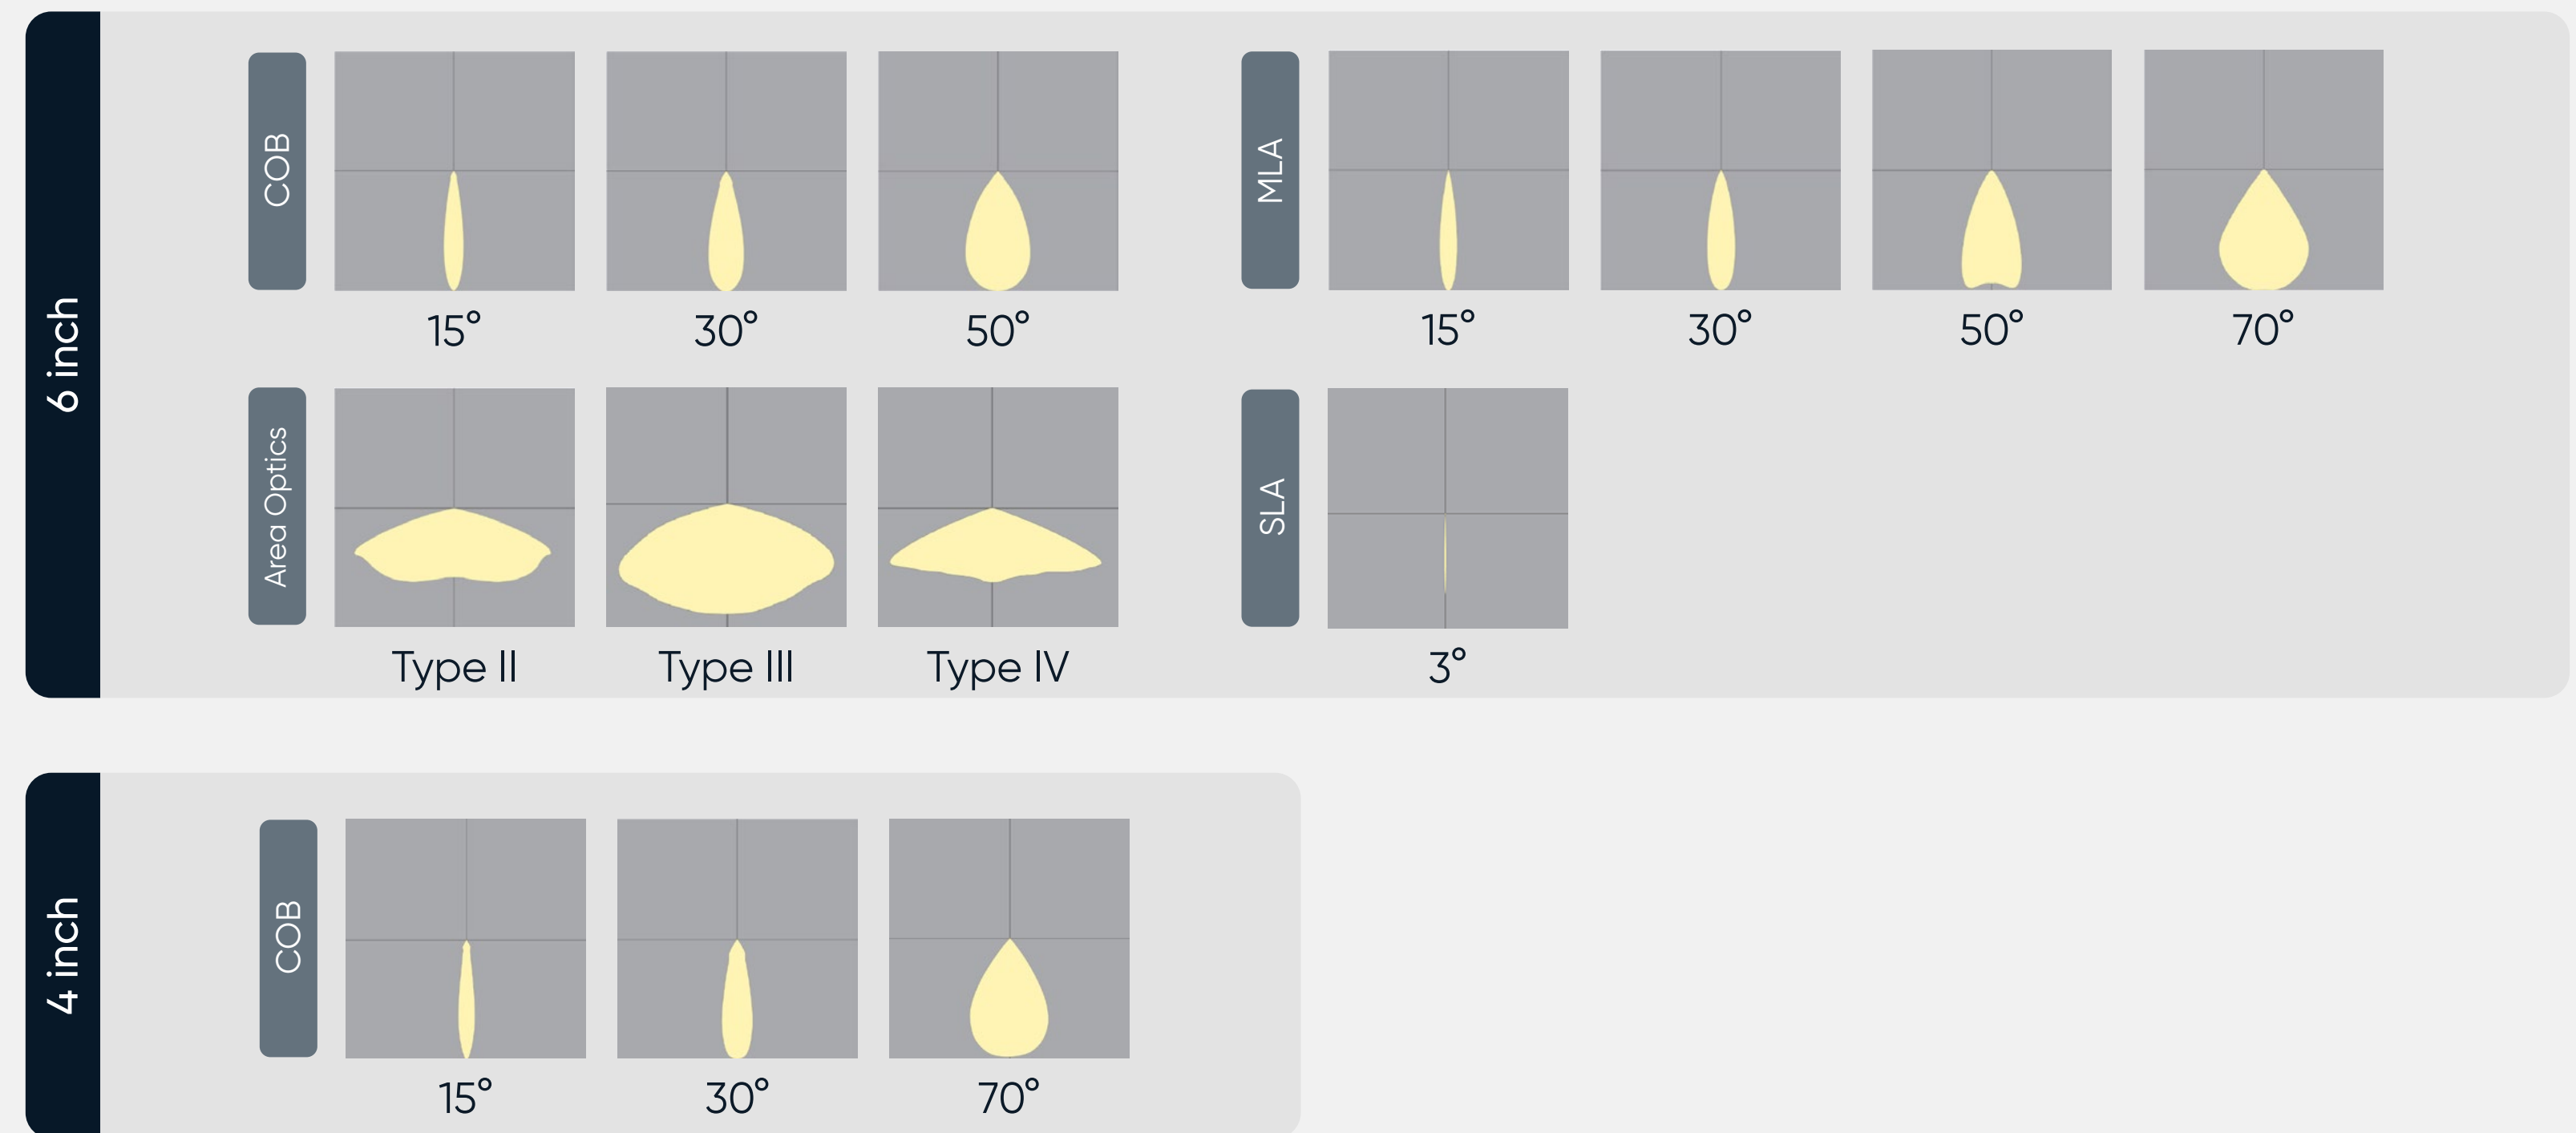 6 inch
COB
15°
30°
50°
MLA
15°
30°
50°
70°
Area Optics
Type II
Type III
Type IV
SLA
3°
4 inch
COB
15°
30°
70°